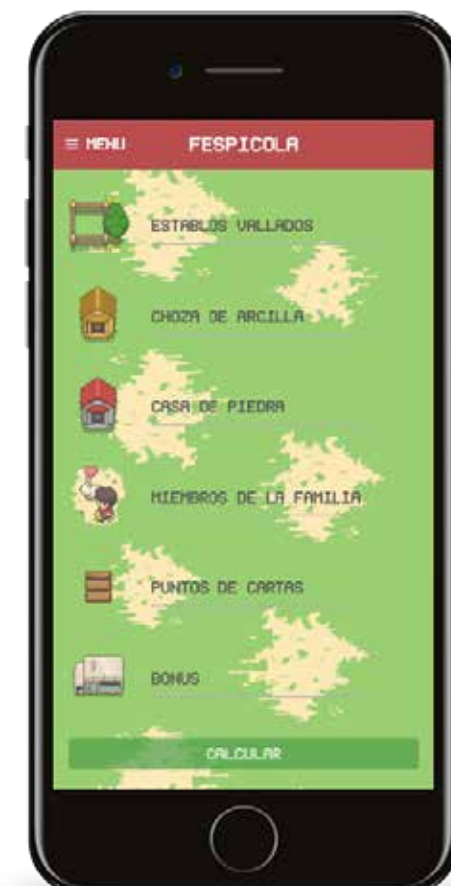 ≡ MENU
FESPICOLA
ESTABLOS VALLADOS
CHOZA DE ARCILLA
CASA DE PIEDRA
MIEMBROS DE LA FAMILIA
PUNTOS DE CARTAS
BONUS
CALCULAR